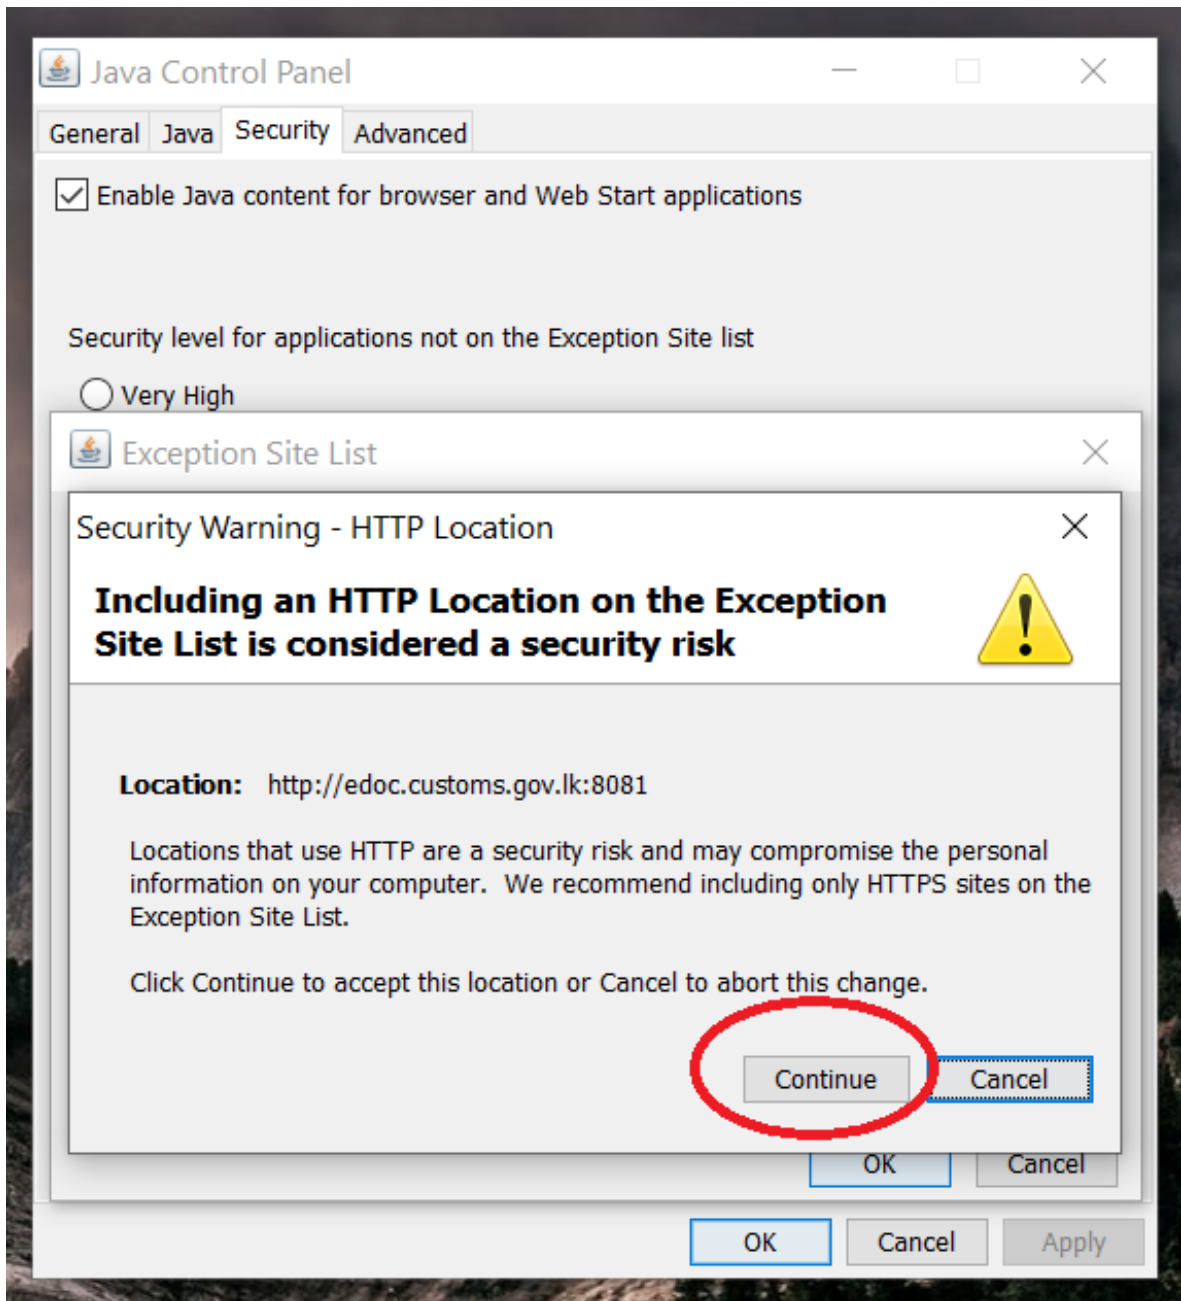 Java Control Panel
General Java Security Advanced
Enable Java content for browser and Web Start applications
Security level for applications not on the Exception Site list
Very High
Exception Site List
Security Warning - HTTP Location
Including an HTTP Location on the Exception
Site List is considered a security risk
Location: http://edoc.customs.gov.lk:8081
Locations that use HTTP are a security risk and may compromise the personal
information on your computer. We recommend including only HTTPS sites on the
Exception Site List.
Click Continue to accept this location or Cancel to abort this change.
Continue Cancel
OK Cancel
OK Cancel Apply